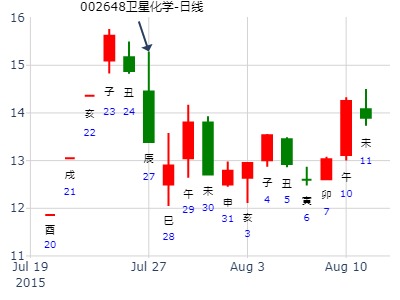 002648卫星化学-日线
16
15
14
13
12
11
酉
20
戌
21
亥
22
子
23
丑
24
辰
27
巳
28
午
29
未
30
申
31
亥
3
子
4
丑
5
寅
6
卯
7
午
10
未
11
Jul 19
2015
Jul 27
Aug 3
Aug 10